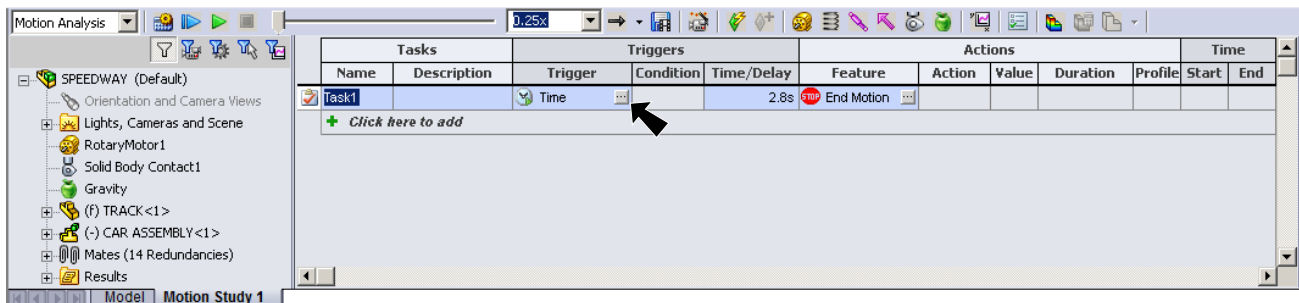 Motion Analysis 0.25x
Tasks Triggers Actions Time
Name Description Trigger Condition Time/Delay Feature Action Value Duration Profile Start End
Task1 Time 2.8s STOP End Motion
Click here to add
SPEEDWAY (Default)
Orientation and Camera Views
Lights, Cameras and Scene
RotaryMotor1
Solid Body Contact1
Gravity
(f) TRACK<1>
(-) CAR ASSEMBLY<1>
Mates (14 Redundancies)
Results
Model Motion Study 1